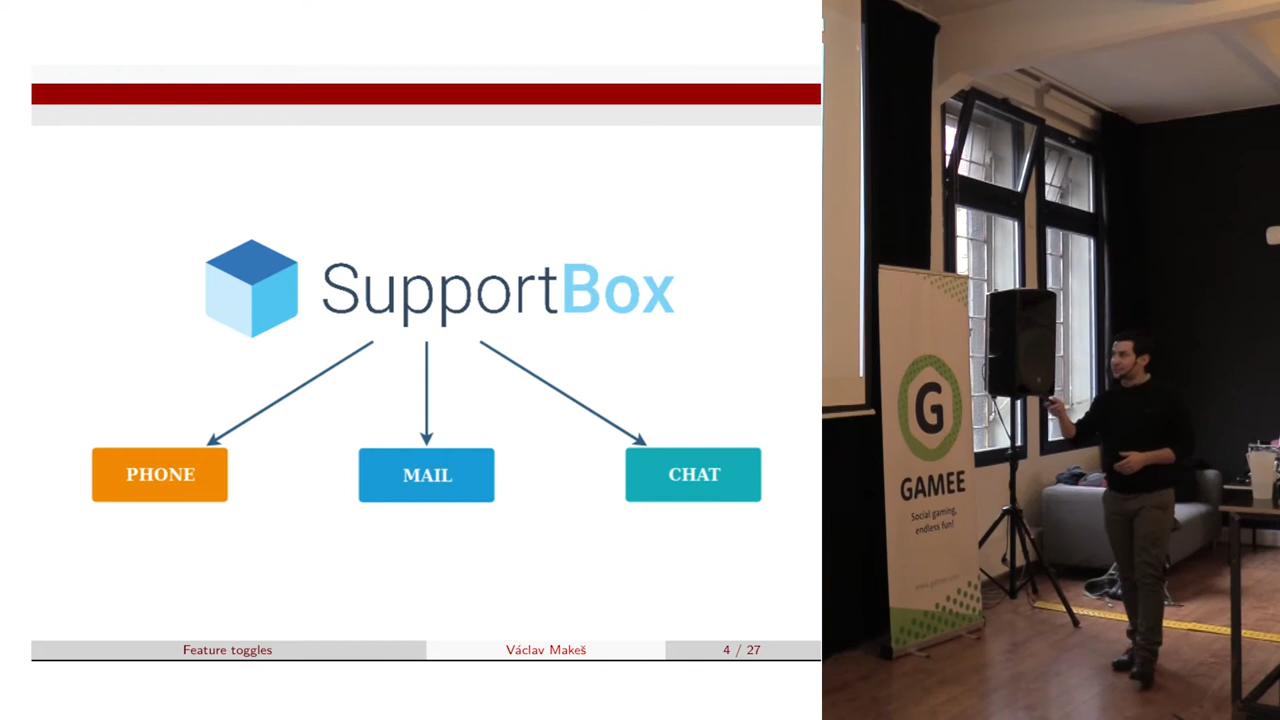 SupportBox
PHONE
MAIL
CHAT
Feature toggles
Václav Makeš
4 / 27
G
GAMEE
Social gaming,
endless fun!